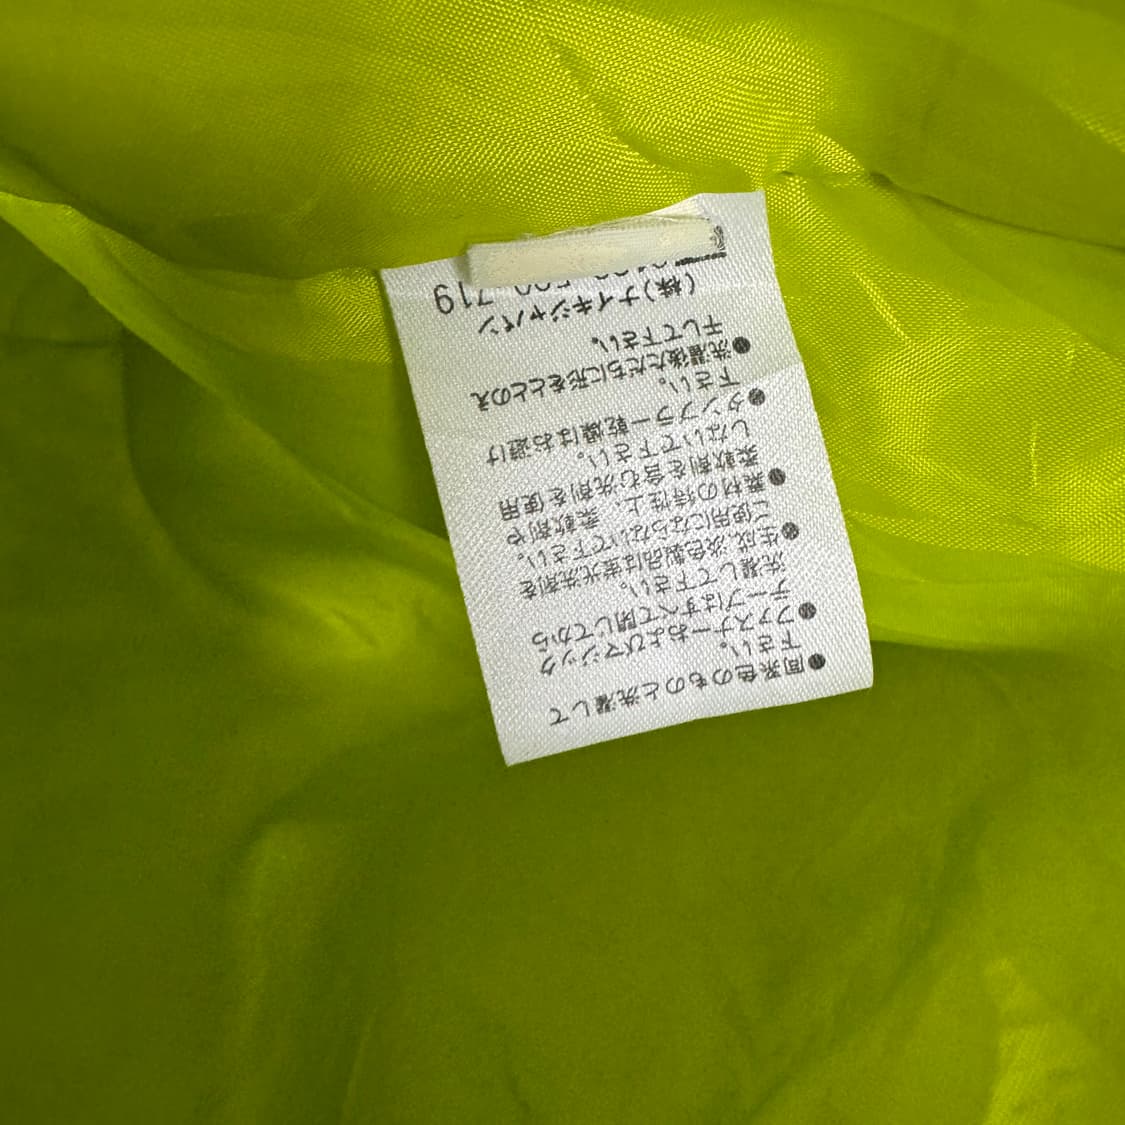 ●同系色のものと洗濯して
下さい。
●ファスナーおよびマジック
テープはすべて閉じてから
洗濯して下さい。
●生成、淡色製品は蛍光洗剤を
ご使用にならないで下さい。
●素材の特性上、柔軟剤や
柔軟剤を含む洗剤を使用
しないで下さい。
●タンブラー乾燥はお避け
下さい。
●洗濯後ただちに形をととのえ
干して下さい。
(株)ナイキジャパン
719